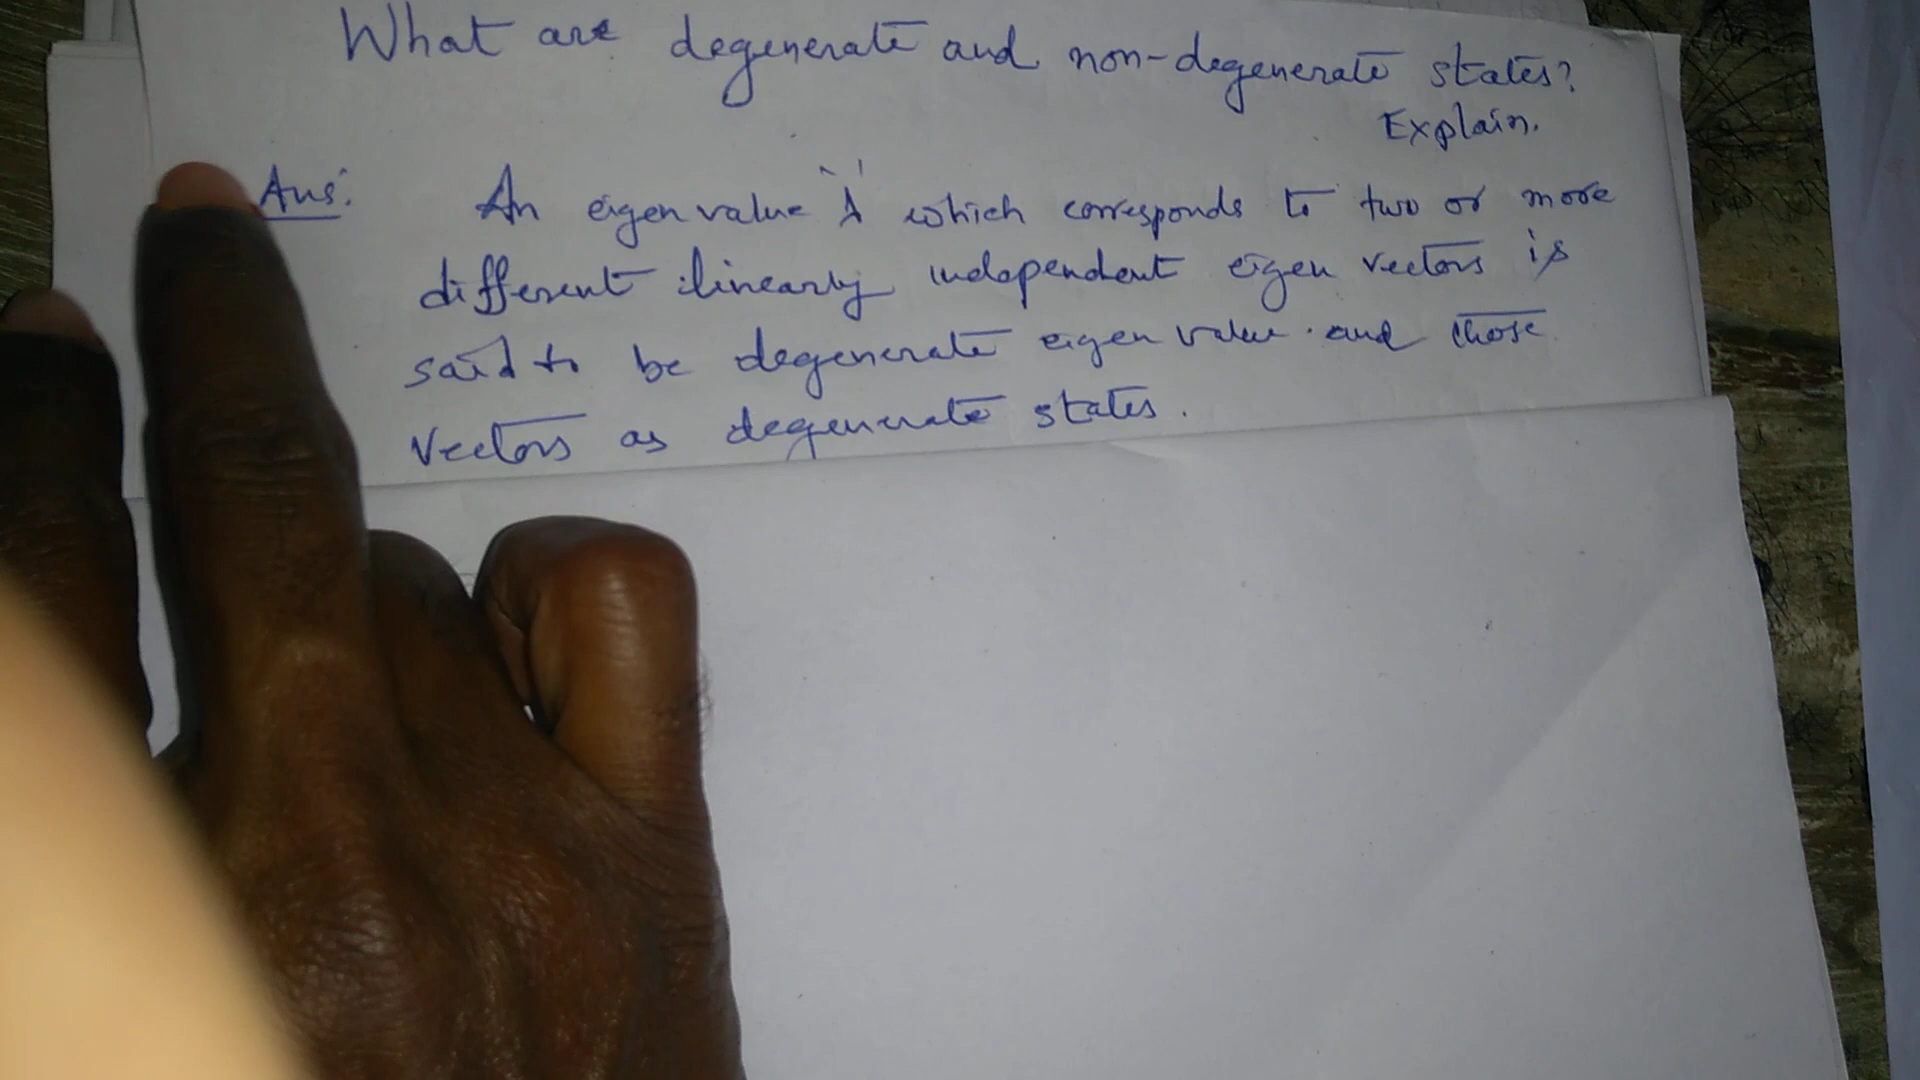 What are degenerate and non-degenerate states?
Explain.
Ans: An eigen value 'λ' which corresponds to two or more
different linearly independent eigen vectors is
said to be degenerate eigen value and those
vectors as degenerate states.